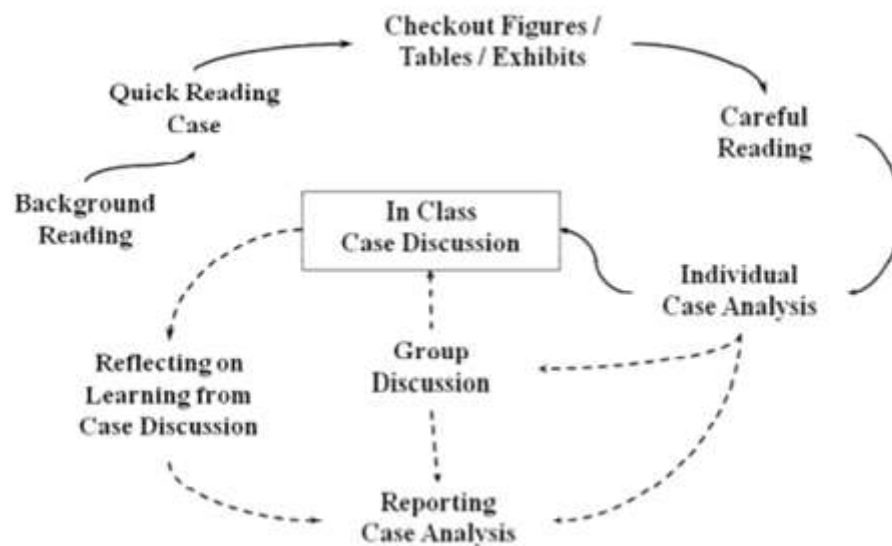 Checkout Figures /
Tables / Exhibits
Quick Reading
Case
Careful
Reading
Background
Reading
In Class
Case Discussion
Individual
Case Analysis
Group
Discussion
Reflecting on
Learning from
Case Discussion
Reporting
Case Analysis